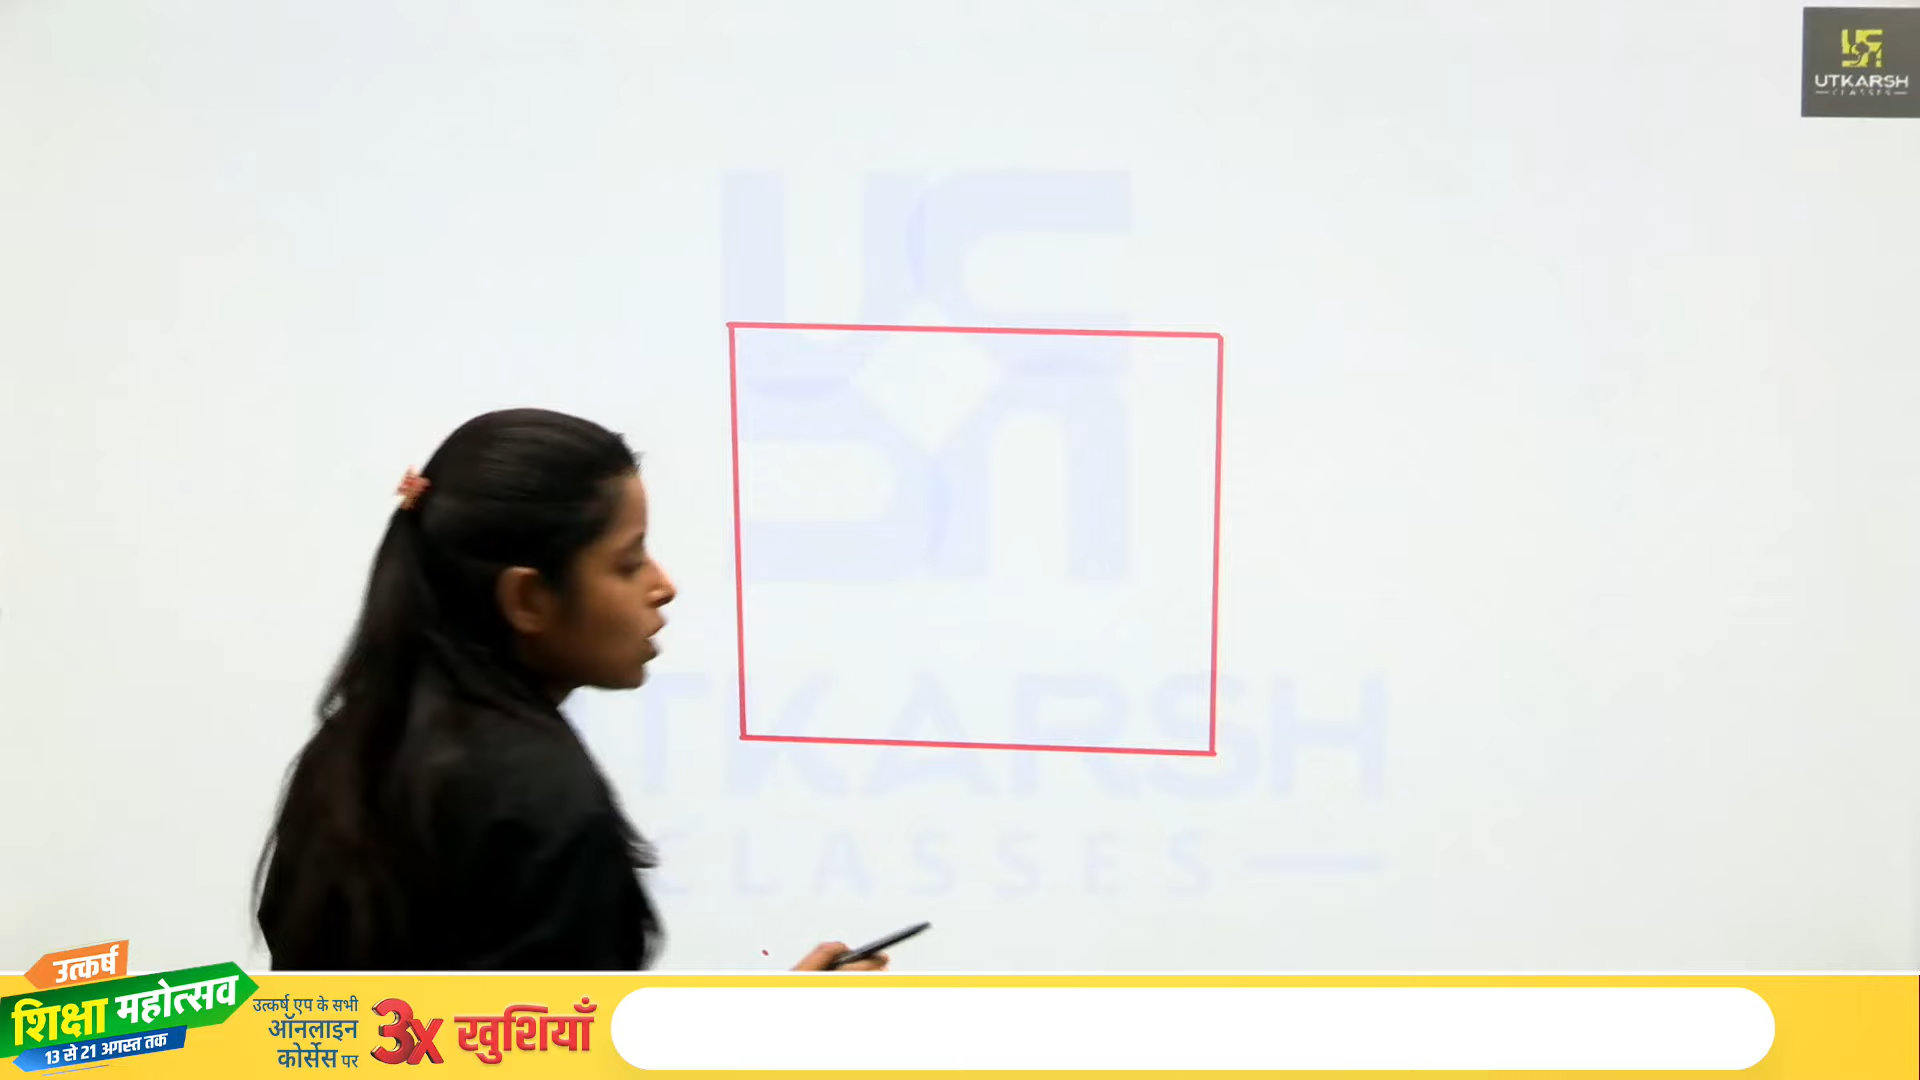 UTKARSH
CLASSES
UTKARSH
CLASSES
उत्कर्ष
शिक्षा महोत्सव
13 से 21 अगस्त तक
उत्कर्ष एप के सभी
ऑनलाइन
कोर्सेस पर
3x खुशियाँ